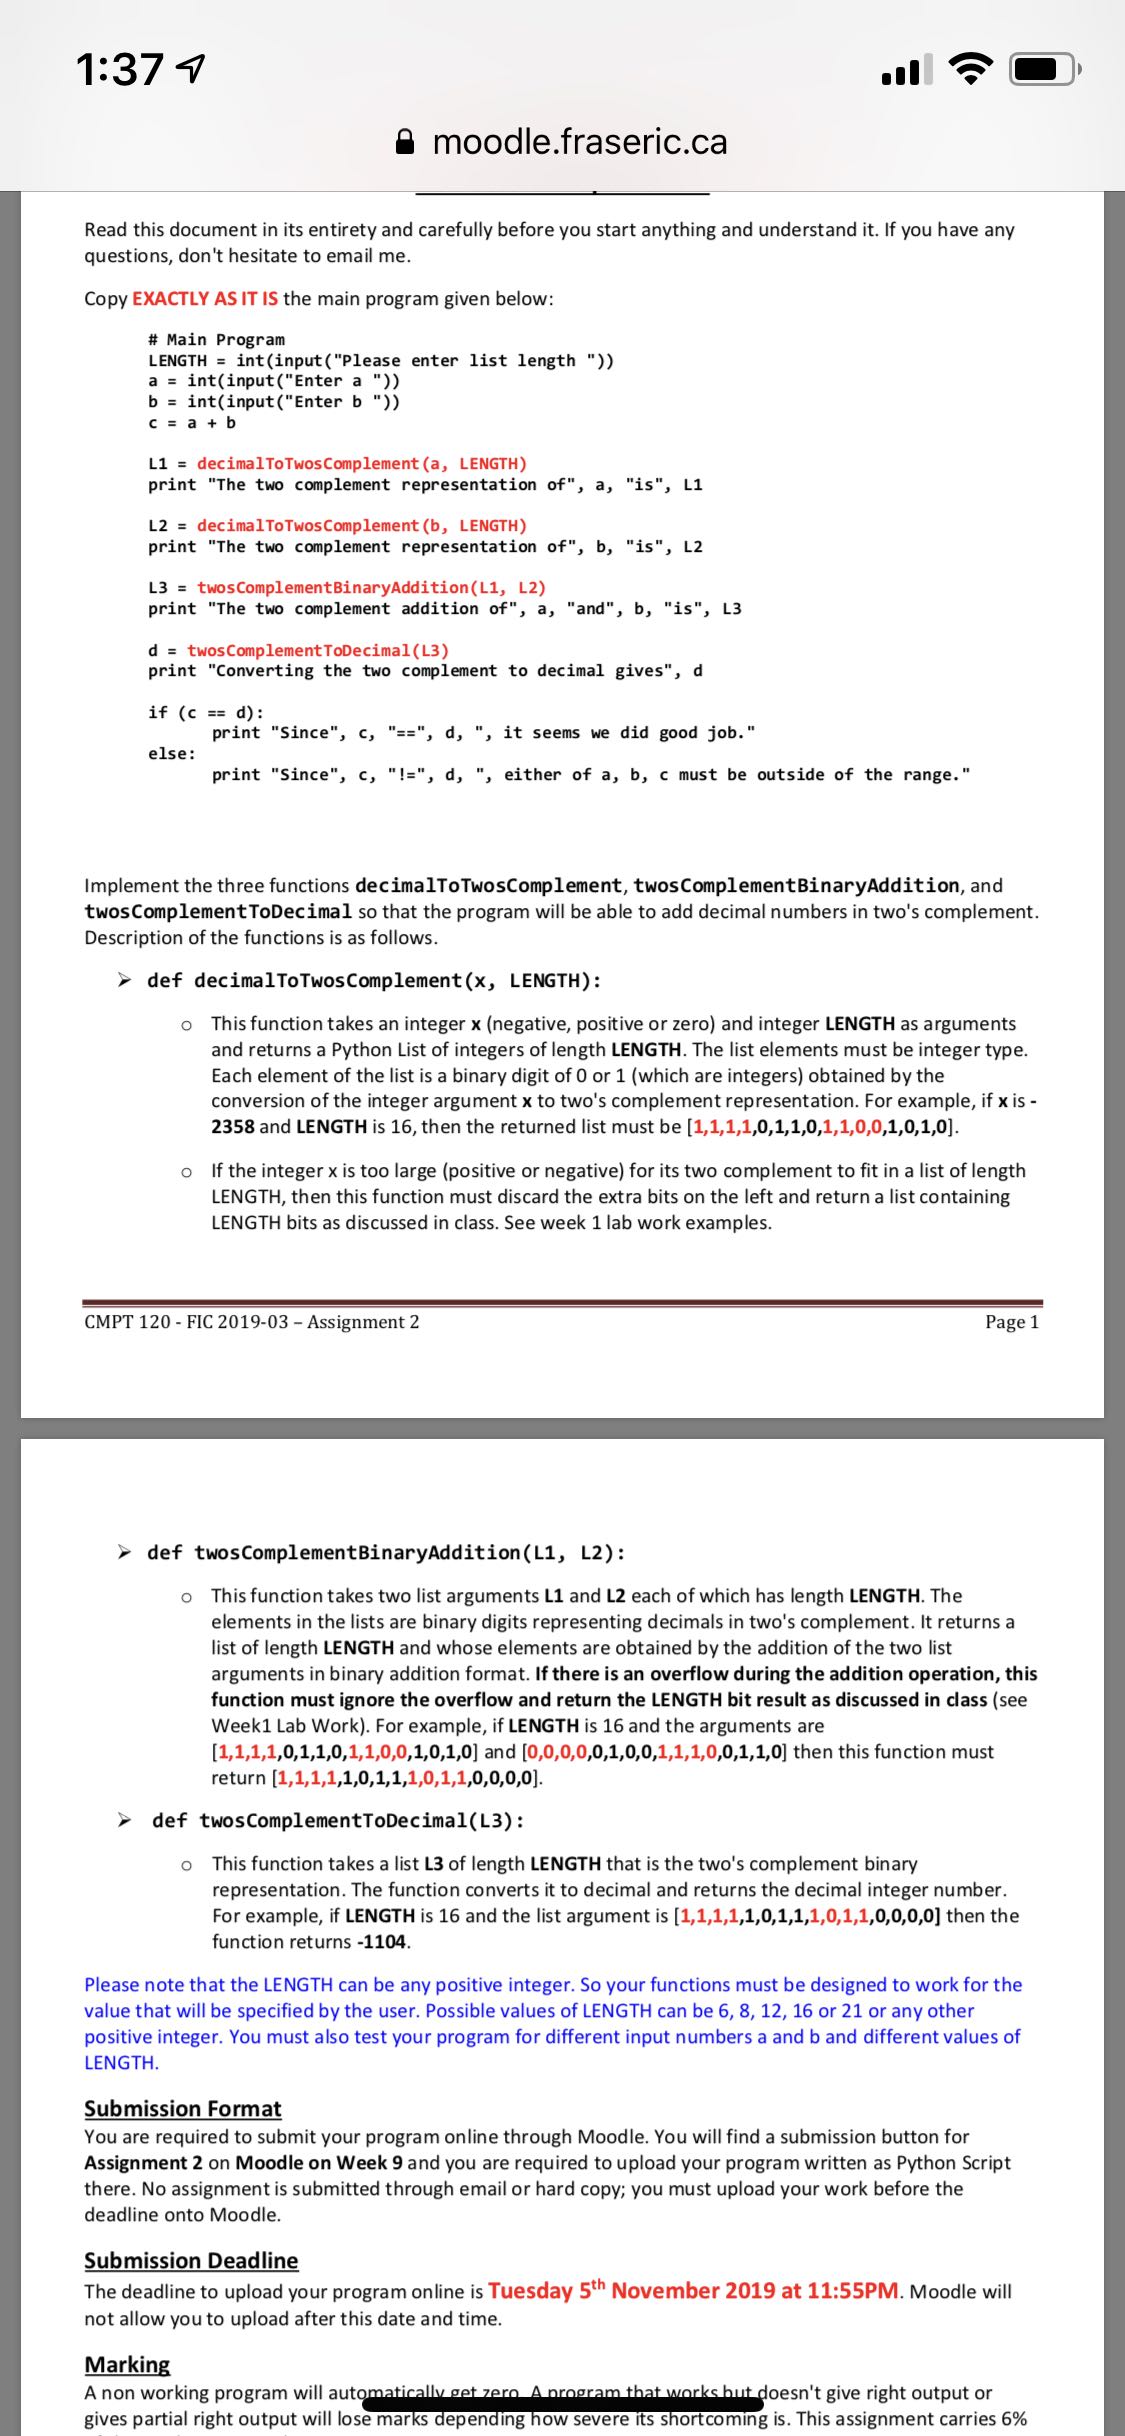 1:37
moodle.fraseric.ca
Read this document in its entirety and carefully before you start anything and understand it. If you have any
questions, don't hesitate to email me.
Copy EXACTLY AS IT IS the main program given below:
# Main Program
LENGTH = int(input("Please enter list length "))
a = int(input("Enter a "))
b = int(input("Enter b "))
c = a + b
L1 = decimalToTwosComplement(a, LENGTH)
print "The two complement representation of", a, "is", L1
L2 = decimalToTwosComplement(b, LENGTH)
print "The two complement representation of", b, "is", L2
L3 = twosComplementBinaryAddition(L1, L2)
print "The two complement addition of", a, "and", b, "is", L3
d = twosComplementToDecimal(L3)
print "Converting the two complement to decimal gives", d
if (c == d):
print "Since", c, "==", d, ", it seems we did good job."
else:
print "Since", c, "!=", d, ", either of a, b, c must be outside of the range."
Implement the three functions decimalToTwosComplement, twosComplementBinaryAddition, and
twosComplementToDecimal so that the program will be able to add decimal numbers in two's complement.
Description of the functions is as follows.
➢ def decimalToTwosComplement(x, LENGTH):
o This function takes an integer x (negative, positive or zero) and integer LENGTH as arguments
and returns a Python List of integers of length LENGTH. The list elements must be integer type.
Each element of the list is a binary digit of 0 or 1 (which are integers) obtained by the
conversion of the integer argument x to two's complement representation. For example, if x is -
2358 and LENGTH is 16, then the returned list must be [1,1,1,1,0,1,1,0,1,1,0,0,1,0,1,0].
o If the integer x is too large (positive or negative) for its two complement to fit in a list of length
LENGTH, then this function must discard the extra bits on the left and return a list containing
LENGTH bits as discussed in class. See week 1 lab work examples.
CMPT 120 - FIC 2019-03 – Assignment 2 Page 1
➢ def twosComplementBinaryAddition(L1, L2):
o This function takes two list arguments L1 and L2 each of which has length LENGTH. The
elements in the lists are binary digits representing decimals in two's complement. It returns a
list of length LENGTH and whose elements are obtained by the addition of the two list
arguments in binary addition format. If there is an overflow during the addition operation, this
function must ignore the overflow and return the LENGTH bit result as discussed in class (see
Week1 Lab Work). For example, if LENGTH is 16 and the arguments are
[1,1,1,1,0,1,1,0,1,1,0,0,1,0,1,0] and [0,0,0,0,0,1,0,0,1,1,1,0,0,1,1,0] then this function must
return [1,1,1,1,1,0,1,1,1,0,1,1,0,0,0,0].
➢ def twosComplementToDecimal(L3):
o This function takes a list L3 of length LENGTH that is the two's complement binary
representation. The function converts it to decimal and returns the decimal integer number.
For example, if LENGTH is 16 and the list argument is [1,1,1,1,1,0,1,1,1,0,1,1,0,0,0,0] then the
function returns -1104.
Please note that the LENGTH can be any positive integer. So your functions must be designed to work for the
value that will be specified by the user. Possible values of LENGTH can be 6, 8, 12, 16 or 21 or any other
positive integer. You must also test your program for different input numbers a and b and different values of
LENGTH.
Submission Format
You are required to submit your program online through Moodle. You will find a submission button for
Assignment 2 on Moodle on Week 9 and you are required to upload your program written as Python Script
there. No assignment is submitted through email or hard copy; you must upload your work before the
deadline onto Moodle.
Submission Deadline
The deadline to upload your program online is Tuesday 5th November 2019 at 11:55PM. Moodle will
not allow you to upload after this date and time.
Marking
A non working program will automatically get zero. A program that works but doesn't give right output or
gives partial right output will lose marks depending how severe its shortcoming is. This assignment carries 6%